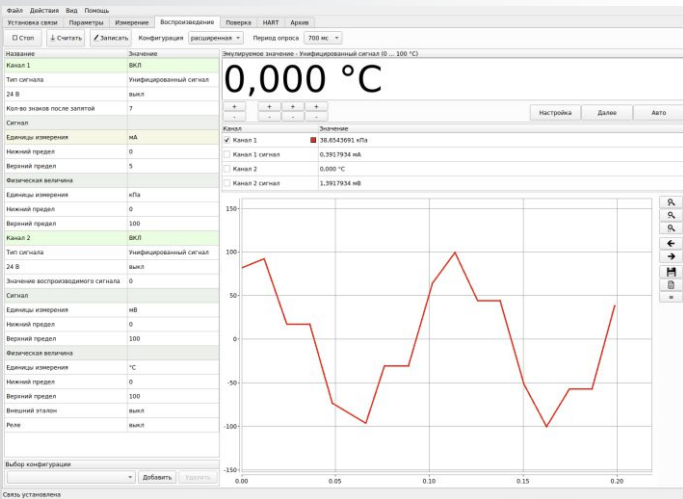 Файл Действия Вид Помощь
Установка связи Параметры Измерение Воспроизведение Поверка HART Архив
Стоп Считать Записать Конфигурация расширенная Период опроса 700 мс
Название Значение
Канал 1 ВКЛ
Тип сигнала Унифицированный сигнал
24 В выкл
Кол-во знаков после запятой 7
Сигнал
Единицы измерения мА
Нижний предел 0
Верхний предел 5
Физическая величина
Единицы измерения кПа
Нижний предел 0
Верхний предел 100
Канал 2 ВКЛ
Тип сигнала Унифицированный сигнал
24 В выкл
Значение воспроизводимого сигнала 0
Сигнал
Единицы измерения мВ
Нижний предел 0
Верхний предел 100
Физическая величина
Единицы измерения °С
Нижний предел 0
Верхний предел 100
Внешний эталон выкл
Реле выкл
Выбор конфигурации
Добавить Удалить
Связь установлена
Эмулируемое значение - Унифицированный сигнал (0 ... 100 °С)
0,000 °С
+ + + +
- - - -
Настройка Далее Авто
Канал Значение
Канал 1 38.6543691 кПа
Канал 1 сигнал 0,3917934 мА
Канал 2 0,000 °С
Канал 2 сигнал 1,3917934 мВ
150
100
50
0
-50
-100
-150
0.00 0.05 0.10 0.15 0.20